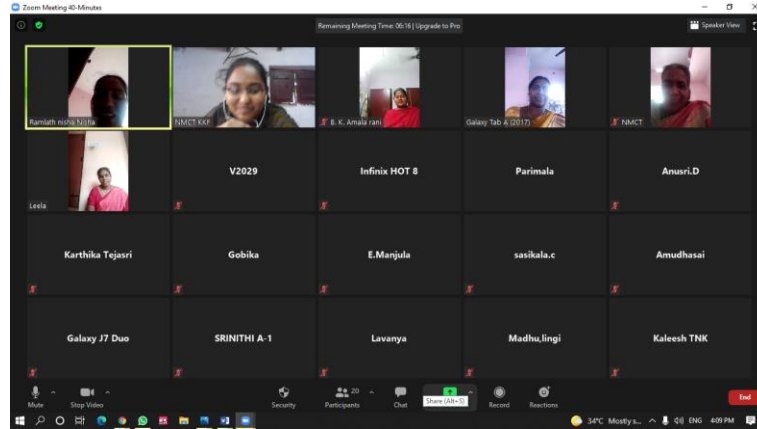 Zoom Meeting 40-Minutes
Remaining Meeting Time: 06:16 | Upgrade to Pro
Speaker View
Ramlath nisha Nisha
NMCT KKF
B. K. Amala rani
Galaxy Tab A (2017)
NMCT
Leela
V2029
Infinix HOT 8
Parimala
Anusri.D
Karthika Tejasri
Gobika
E.Manjula
sasikala.c
Amudhasai
Galaxy J7 Duo
SRINITHI A-1
Lavanya
Madhu,lingi
Kaleesh TNK
Mute
Stop Video
Security
Participants
20
Chat
Share (Alt+S)
Record
Reactions
End
34°C Mostly s...
ENG
4:09 PM